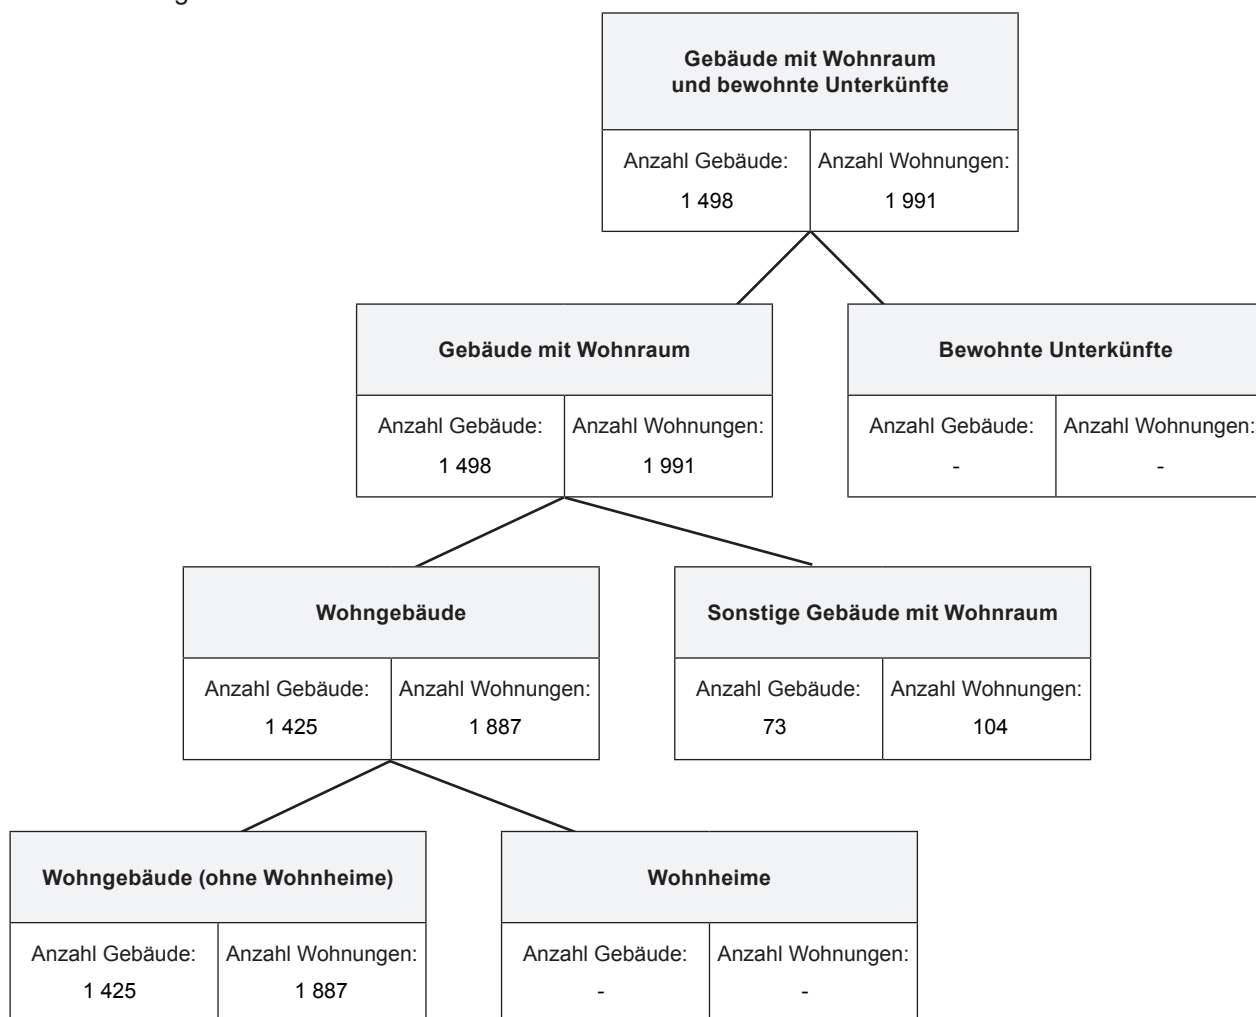 Gebäude mit Wohnraum
und bewohnte Unterkünfte
Anzahl Gebäude: Anzahl Wohnungen:
1 498 1 991
Gebäude mit Wohnraum
Anzahl Gebäude: Anzahl Wohnungen:
1 498 1 991
Bewohnte Unterkünfte
Anzahl Gebäude: Anzahl Wohnungen:
- -
Wohngebäude
Anzahl Gebäude: Anzahl Wohnungen:
1 425 1 887
Sonstige Gebäude mit Wohnraum
Anzahl Gebäude: Anzahl Wohnungen:
73 104
Wohngebäude (ohne Wohnheime)
Anzahl Gebäude: Anzahl Wohnungen:
1 425 1 887
Wohnheime
Anzahl Gebäude: Anzahl Wohnungen:
- -